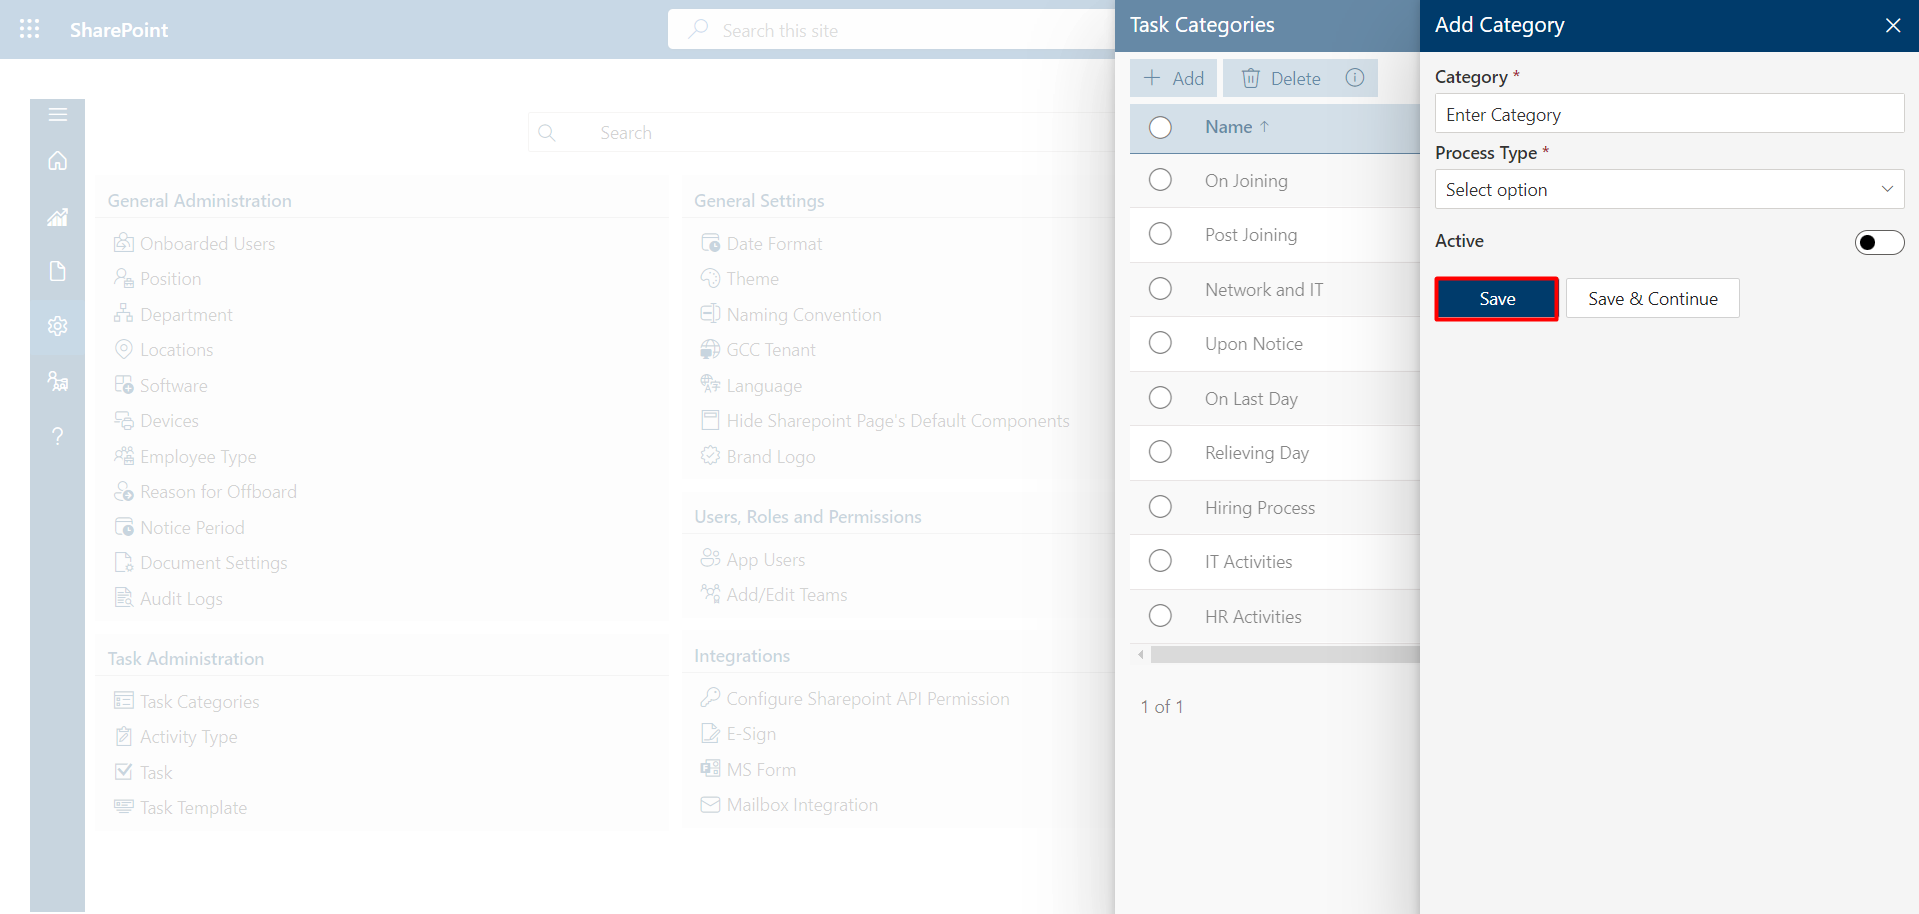 SharePoint
Search this site
Search
General Administration
Onboarded Users
Position
Department
Locations
Software
Devices
Employee Type
Reason for Offboard
Notice Period
Document Settings
Audit Logs
Task Administration
Task Categories
Activity Type
Task
Task Template
General Settings
Date Format
Theme
Naming Convention
GCC Tenant
Language
Hide Sharepoint Page's Default Components
Brand Logo
Users, Roles and Permissions
App Users
Add/Edit Teams
Integrations
Configure Sharepoint API Permission
E-Sign
MS Form
Mailbox Integration
Task Categories
Add Delete
Name ↑
On Joining
Post Joining
Network and IT
Upon Notice
On Last Day
Relieving Day
Hiring Process
IT Activities
HR Activities
1 of 1
Add Category
Category *
Enter Category
Process Type *
Select option
Active
Save Save & Continue